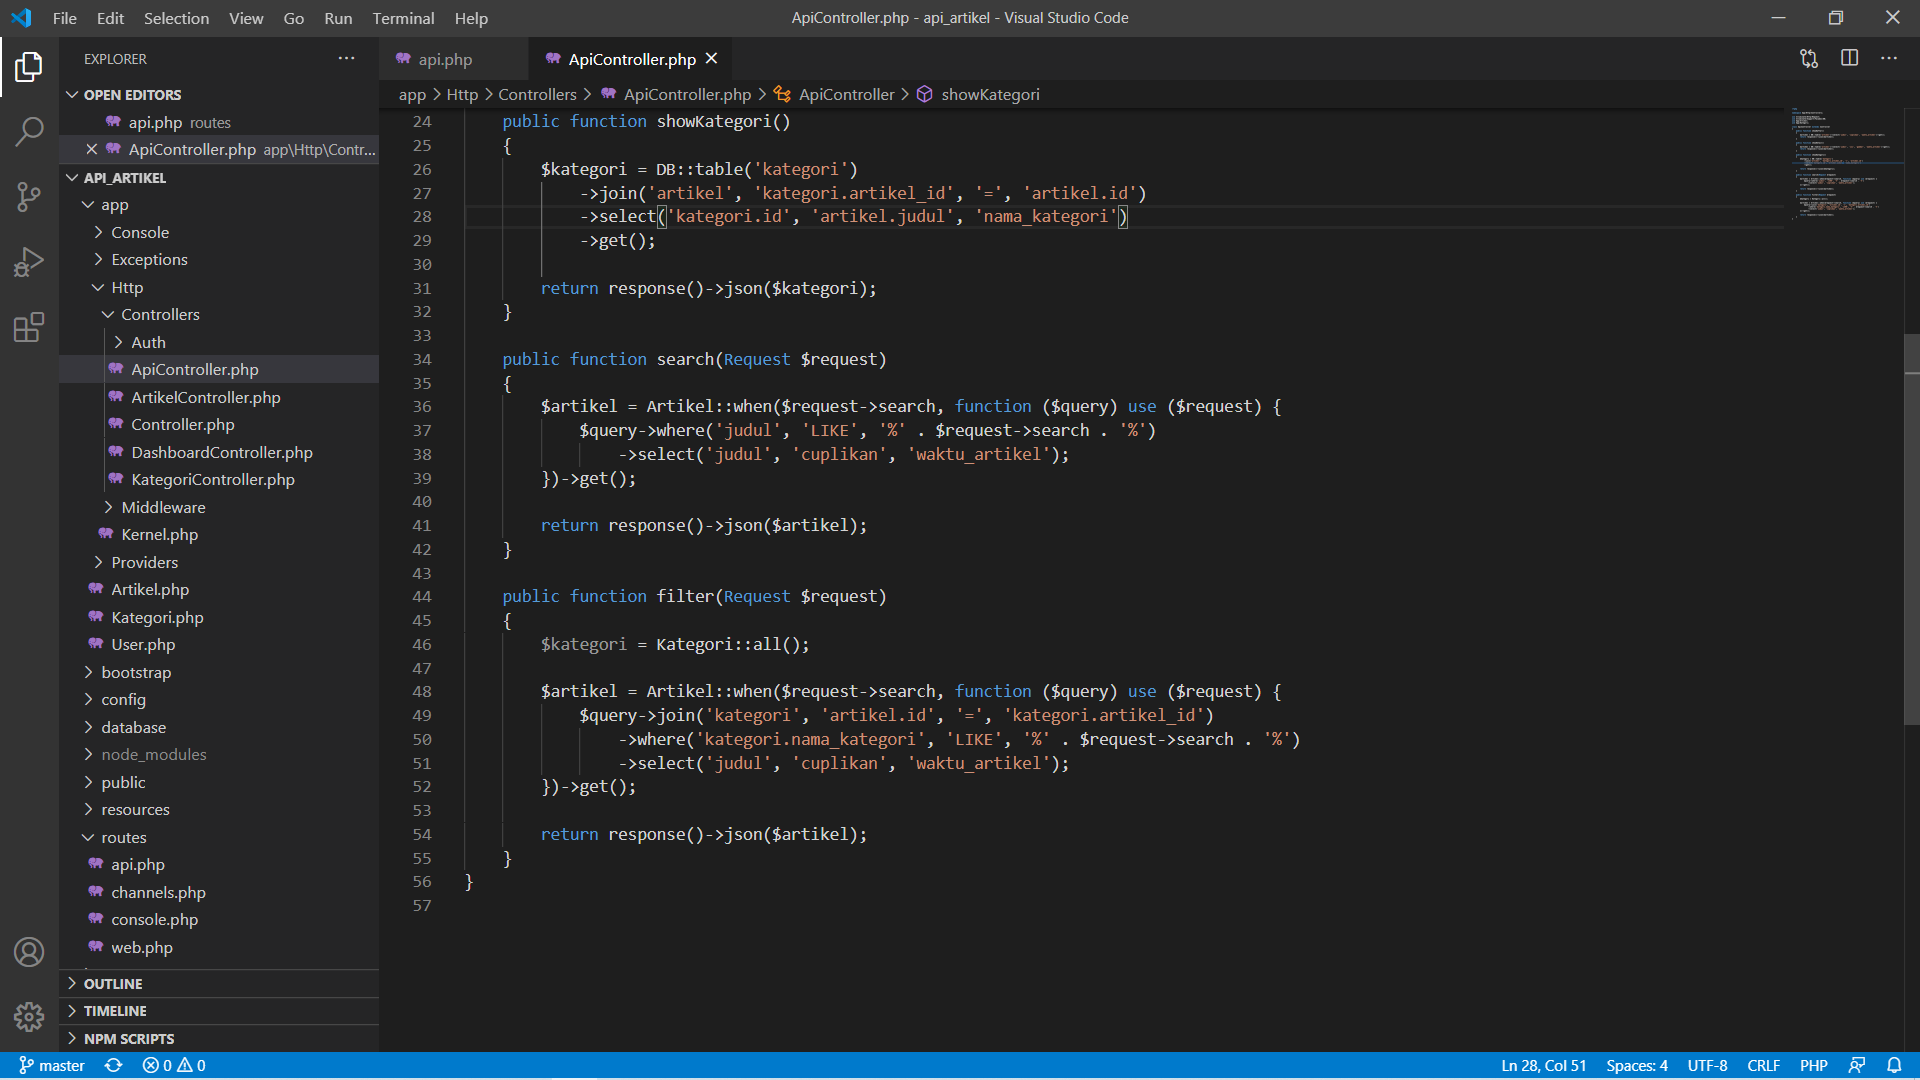 File Edit Selection View Go Run Terminal Help
ApiController.php - api_artikel - Visual Studio Code
EXPLORER
OPEN EDITORS
api.php routes
ApiController.php app\Http\Contr...
API_ARTIKEL
app
Console
Exceptions
Http
Controllers
Auth
ApiController.php
ArtikelController.php
Controller.php
DashboardController.php
KategoriController.php
Middleware
Kernel.php
Providers
Artikel.php
Kategori.php
User.php
bootstrap
config
database
node_modules
public
resources
routes
api.php
channels.php
console.php
web.php
OUTLINE
TIMELINE
NPM SCRIPTS
api.php
ApiController.php
app > Http > Controllers > ApiController.php > ApiController > showKategori
24 public function showKategori()
25 {
26 $kategori = DB::table('kategori')
27 ->join('artikel', 'kategori.artikel_id', '=', 'artikel.id')
28 ->select('kategori.id', 'artikel.judul', 'nama_kategori')
29 ->get();
30
31 return response()->json($kategori);
32 }
33
34 public function search(Request $request)
35 {
36 $artikel = Artikel::when($request->search, function ($query) use ($request) {
37 $query->where('judul', 'LIKE', '%' . $request->search . '%')
38 ->select('judul', 'cuplikan', 'waktu_artikel');
39 })->get();
40
41 return response()->json($artikel);
42 }
43
44 public function filter(Request $request)
45 {
46 $kategori = Kategori::all();
47
48 $artikel = Artikel::when($request->search, function ($query) use ($request) {
49 $query->join('kategori', 'artikel.id', '=', 'kategori.artikel_id')
50 ->where('kategori.nama_kategori', 'LIKE', '%' . $request->search . '%')
51 ->select('judul', 'cuplikan', 'waktu_artikel');
52 })->get();
53
54 return response()->json($artikel);
55 }
56 }
57
master 0 0
Ln 28, Col 51 Spaces: 4 UTF-8 CRLF PHP